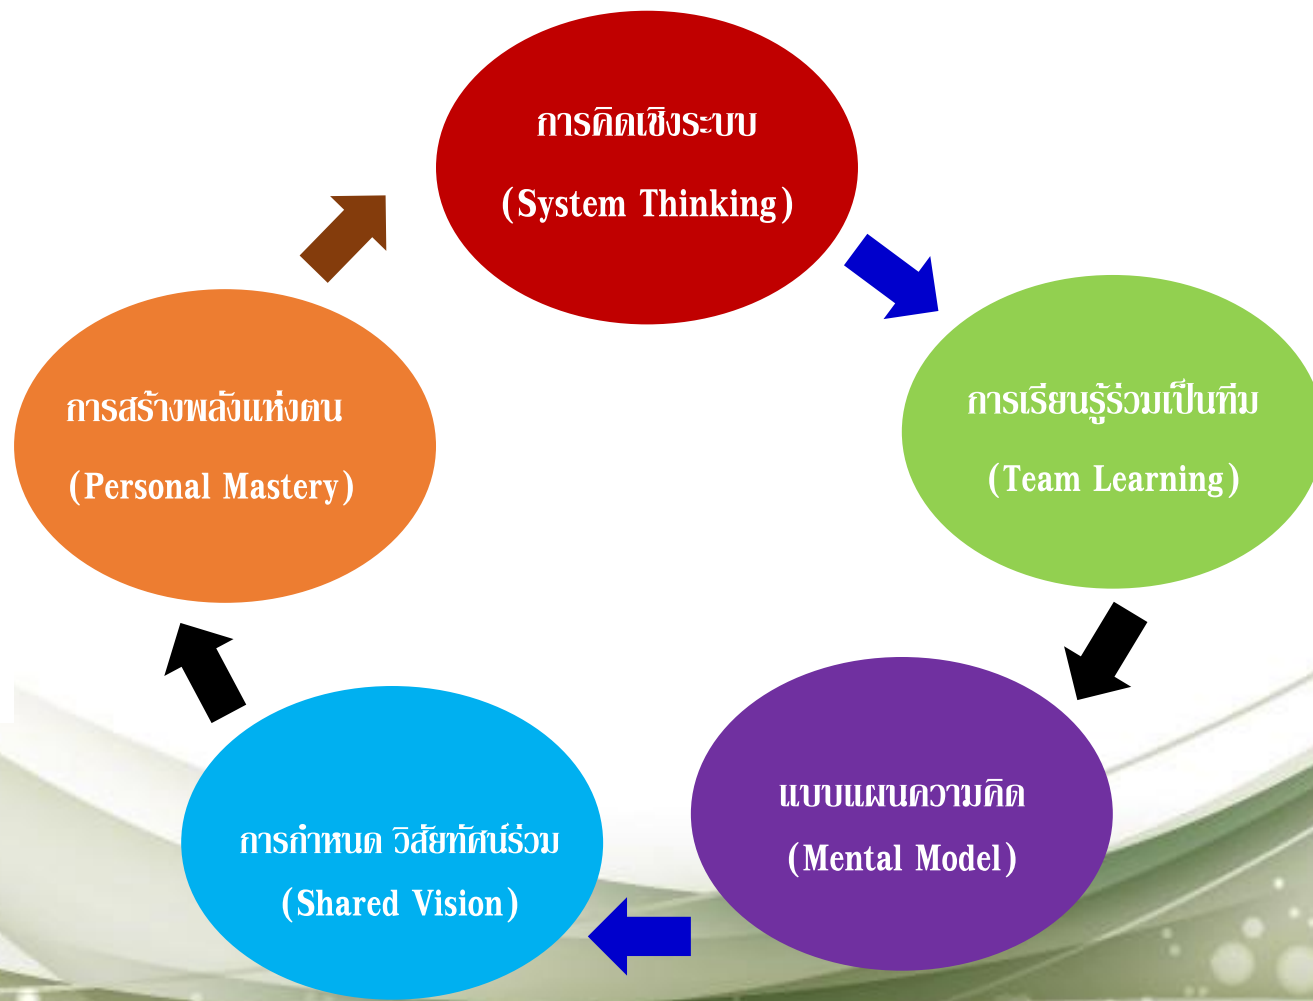 การคิดเชิงระบบ
(System Thinking)
การเรียนรู้ร่วมเป็นทีม
(Team Learning)
แบบแผนความคิด
(Mental Model)
การกำหนด วิสัยทัศน์ร่วม
(Shared Vision)
การสร้างพลังแห่งตน
(Personal Mastery)